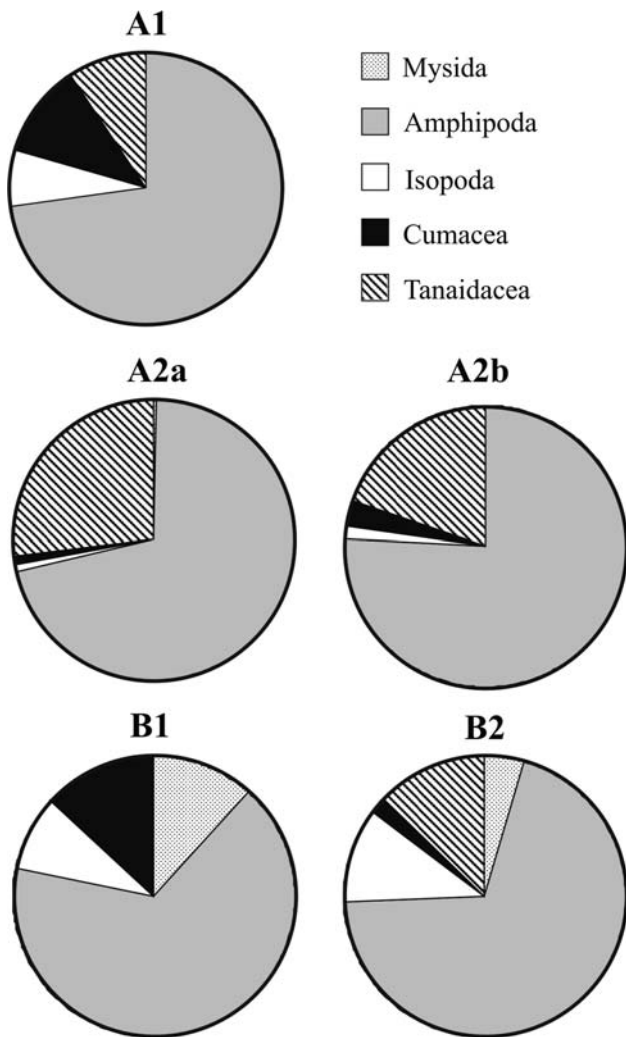 A1
Mysida
Amphipoda
Isopoda
Cumacea
Tanaidacea
A2a
A2b
B1
B2